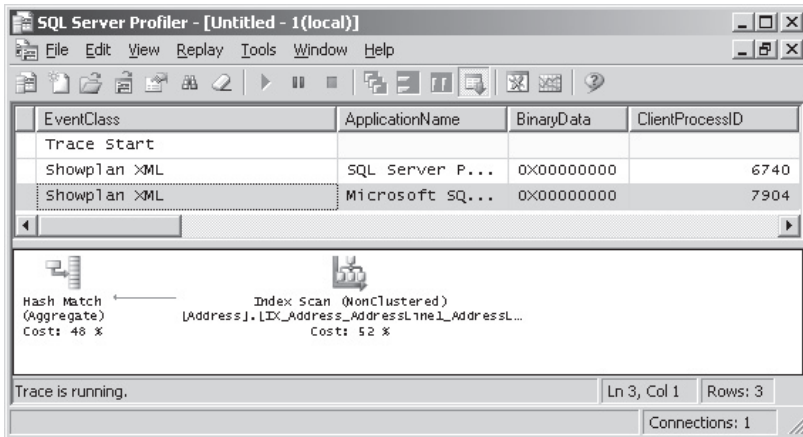 SQL Server Profiler - [Untitled - 1(local)]
File Edit View Replay Tools Window Help
EventClass ApplicationName BinaryData ClientProcessID
Trace Start
Showplan XML SQL Server P... 0X00000000 6740
Showplan XML Microsoft SQ... 0X00000000 7904
Hash Match
(Aggregate)
Cost: 48 %
Index Scan (NonClustered)
[Address].[IX_Address_AddressLine1_AddressL...
Cost: 52 %
Trace is running. Ln 3, Col 1 Rows: 3
Connections: 1